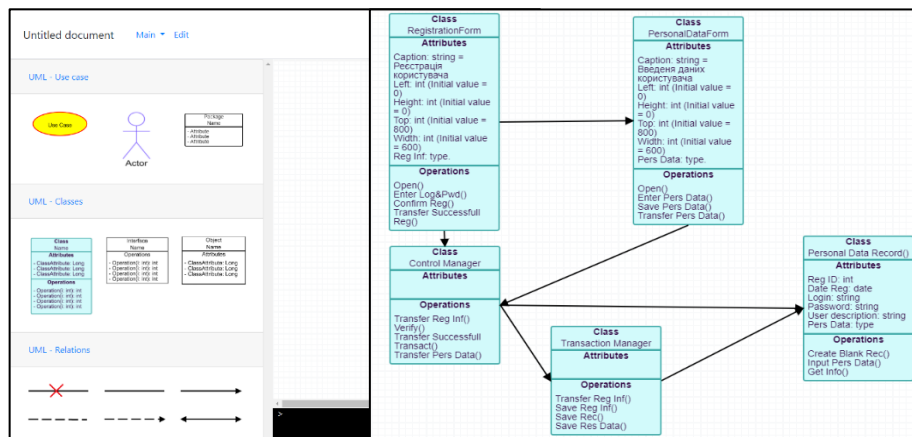 Untitled document
Main
Edit
UML - Use case
Use Case
Actor
Package
Name
- Attribute
- Attribute
- Attribute
UML - Classes
Class
Name
Attributes
- ClassAttribute: Long
- ClassAttribute: Long
- ClassAttribute: Long
Operations
- Operation(i: int): int
- Operation(i: int): int
- Operation(i: int): int
- Operation(i: int): int
Interface
Name
Operations
- Operation(i: int): int
- Operation(i: int): int
- Operation(i: int): int
- Operation(i: int): int
Object
Name
Attributes
- ClassAttribute: Long
- ClassAttribute: Long
- ClassAttribute: Long
UML - Relations
>
Class
RegistrationForm
Attributes
Caption: string =
Реєстрація
користувача
Left: int (Initial value =
0)
Height: int (Initial value
= 0)
Top: int (Initial value =
800)
Width: int (Initial value
= 600)
Reg Inf: type.
Operations
Open()
Enter Log&Pwd()
Confirm Reg()
Transfer Successfull
Reg()
Class
PersonalDataForm
Attributes
Caption: string =
Введеня даних
користувача
Left: int (Initial value =
0)
Height: int (Initial value
= 0)
Top: int (Initial value =
800)
Width: int (Initial value
= 600)
Pers Data: type.
Operations
Open()
Enter Pers Data()
Save Pers Data()
Transfer Pers Data()
Class
Control Manager
Attributes
Operations
Transfer Reg Inf()
Verify()
Transfer Successfull
Transact()
Transfer Pers Data()
Class
Transaction Manager
Attributes
Operations
Transfer Reg Inf()
Save Reg Inf()
Save Rec()
Save Res Data()
Class
Personal Data Record()
Attributes
Reg ID: int
Date Reg: date
Login: string
Password: string
User description: string
Pers Data: type
Operations
Create Blank Rec()
Input Pers Data()
Get Info()